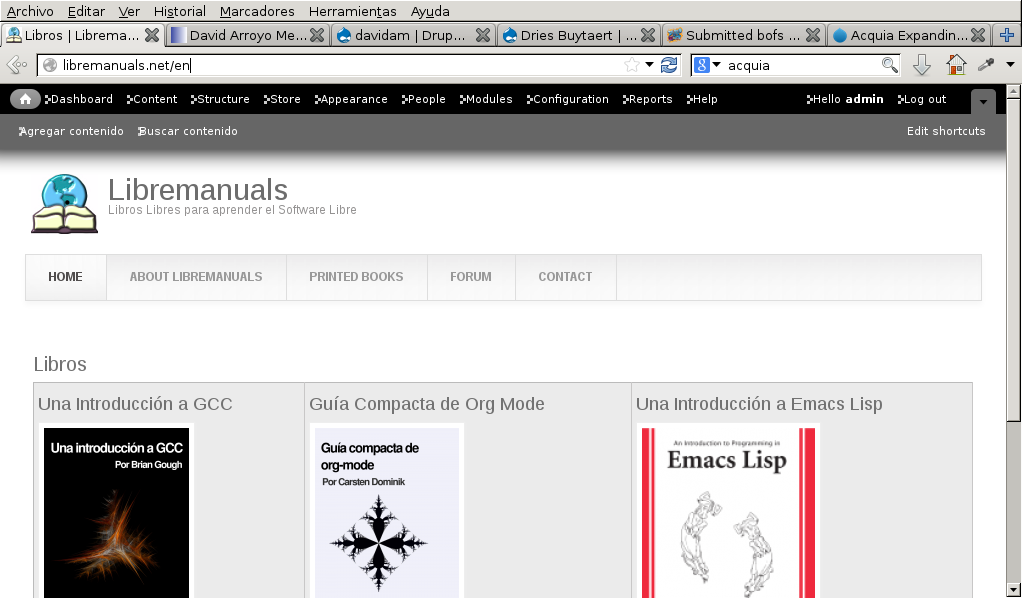 Archivo Editar Ver Historial Marcadores Herramientas Ayuda
Libros | Librema... David Arroyo Me... davidam | Drup... Dries Buytaert | ... Submitted bofs ... Acquia Expandin...
libremanuals.net/en 8 acquia
Dashboard Content Structure Store Appearance People Modules Configuration Reports Help Hello admin Log out
Agregar contenido Buscar contenido Edit shortcuts
Libremanuals
Libros Libres para aprender el Software Libre
HOME ABOUT LIBREMANUALS PRINTED BOOKS FORUM CONTACT
Libros
Una Introducción a GCC Guía Compacta de Org Mode Una Introducción a Emacs Lisp
Una introducción a GCC
Por Brian Gough
Guía compacta de
org-mode
Por Carsten Dominik
An Introduction to Programming in
Emacs Lisp